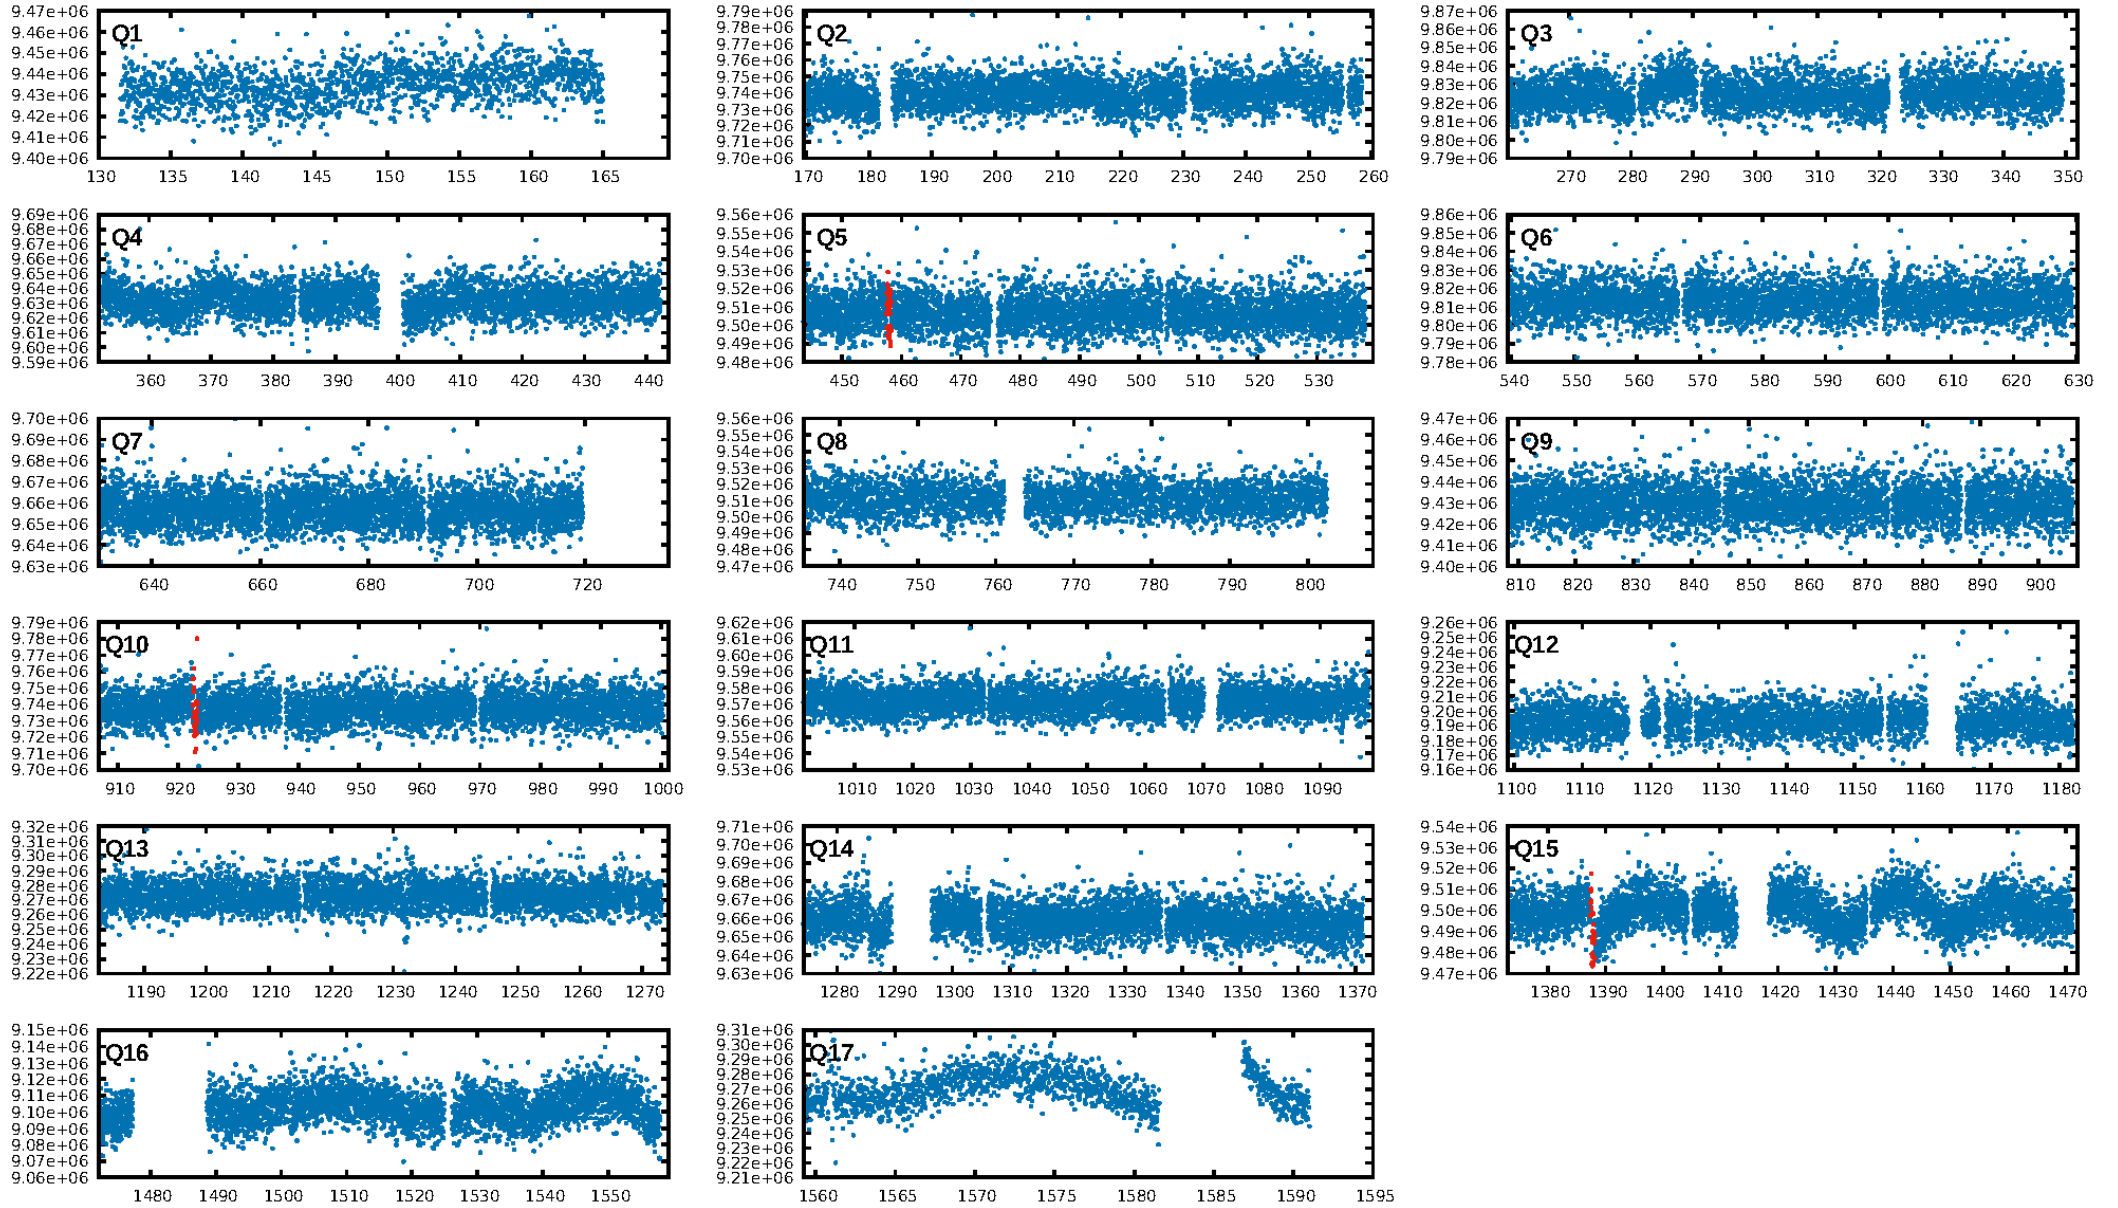 9.47e+06
9.46e+06
9.45e+06
9.44e+06
9.43e+06
9.42e+06
9.41e+06
9.40e+06
Q1
130 135 140 145 150 155 160 165
9.79e+06
9.78e+06
9.77e+06
9.76e+06
9.75e+06
9.74e+06
9.73e+06
9.72e+06
9.71e+06
9.70e+06
Q2
170 180 190 200 210 220 230 240 250 260
9.87e+06
9.86e+06
9.85e+06
9.84e+06
9.83e+06
9.82e+06
9.81e+06
9.80e+06
9.79e+06
Q3
270 280 290 300 310 320 330 340 350
9.69e+06
9.68e+06
9.67e+06
9.66e+06
9.65e+06
9.64e+06
9.63e+06
9.62e+06
9.61e+06
9.60e+06
9.59e+06
Q4
360 370 380 390 400 410 420 430 440
9.56e+06
9.55e+06
9.54e+06
9.53e+06
9.52e+06
9.51e+06
9.50e+06
9.49e+06
9.48e+06
Q5
450 460 470 480 490 500 510 520 530
9.86e+06
9.85e+06
9.84e+06
9.83e+06
9.82e+06
9.81e+06
9.80e+06
9.79e+06
9.78e+06
Q6
540 550 560 570 580 590 600 610 620 630
9.70e+06
9.69e+06
9.68e+06
9.67e+06
9.66e+06
9.65e+06
9.64e+06
9.63e+06
Q7
640 660 680 700 720
9.56e+06
9.55e+06
9.54e+06
9.53e+06
9.52e+06
9.51e+06
9.50e+06
9.49e+06
9.48e+06
9.47e+06
Q8
740 750 760 770 780 790 800
9.47e+06
9.46e+06
9.45e+06
9.44e+06
9.43e+06
9.42e+06
9.41e+06
9.40e+06
Q9
810 820 830 840 850 860 870 880 890 900
9.79e+06
9.78e+06
9.77e+06
9.76e+06
9.75e+06
9.74e+06
9.73e+06
9.72e+06
9.71e+06
9.70e+06
Q10
910 920 930 940 950 960 970 980 990 1000
9.62e+06
9.61e+06
9.60e+06
9.59e+06
9.58e+06
9.57e+06
9.56e+06
9.55e+06
9.54e+06
9.53e+06
Q11
1010 1020 1030 1040 1050 1060 1070 1080 1090
9.26e+06
9.25e+06
9.24e+06
9.23e+06
9.22e+06
9.21e+06
9.20e+06
9.19e+06
9.18e+06
9.17e+06
9.16e+06
Q12
1100 1110 1120 1130 1140 1150 1160 1170 1180
9.32e+06
9.31e+06
9.30e+06
9.29e+06
9.28e+06
9.27e+06
9.26e+06
9.25e+06
9.24e+06
9.23e+06
9.22e+06
Q13
1190 1200 1210 1220 1230 1240 1250 1260 1270
9.71e+06
9.70e+06
9.69e+06
9.68e+06
9.67e+06
9.66e+06
9.65e+06
9.64e+06
9.63e+06
Q14
1280 1290 1300 1310 1320 1330 1340 1350 1360 1370
9.54e+06
9.53e+06
9.52e+06
9.51e+06
9.50e+06
9.49e+06
9.48e+06
9.47e+06
Q15
1380 1390 1400 1410 1420 1430 1440 1450 1460 1470
9.15e+06
9.14e+06
9.13e+06
9.12e+06
9.11e+06
9.10e+06
9.09e+06
9.08e+06
9.07e+06
9.06e+06
Q16
1480 1490 1500 1510 1520 1530 1540 1550
9.31e+06
9.30e+06
9.29e+06
9.28e+06
9.27e+06
9.26e+06
9.25e+06
9.24e+06
9.23e+06
9.22e+06
9.21e+06
Q17
1560 1565 1570 1575 1580 1585 1590 1595